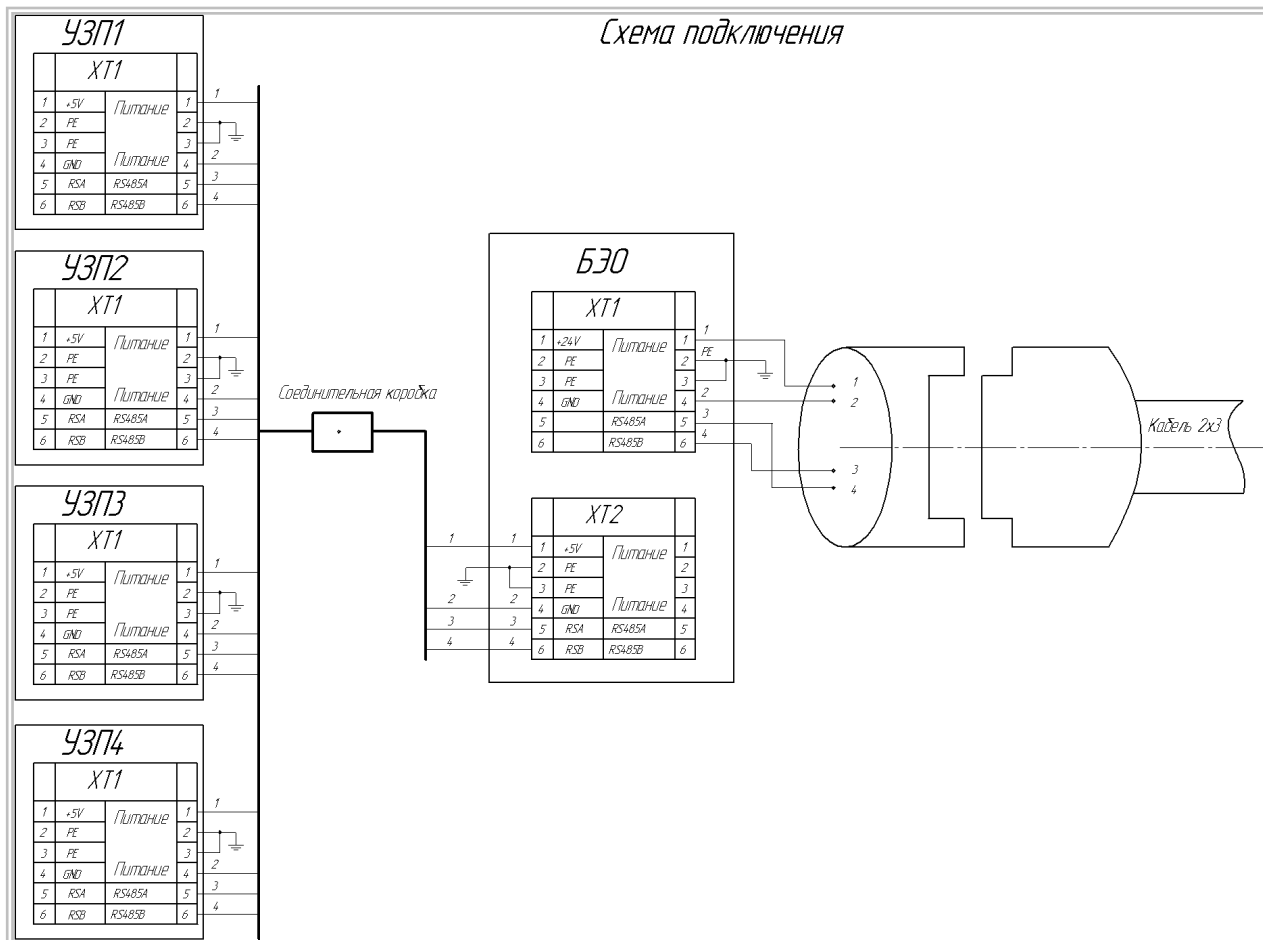 Схема подключения
УЗП1
XT1
1 +5V Питание 1 1
2 PE 2
3 PE 3
4 GND Питание 4 2
5 RSA RS485A 5 3
6 RSB RS485B 6 4
УЗП2
XT1
1 +5V Питание 1 1
2 PE 2
3 PE 3
4 GND Питание 4 2
5 RSA RS485A 5 3
6 RSB RS485B 6 4
УЗП3
XT1
1 +5V Питание 1 1
2 PE 2
3 PE 3
4 GND Питание 4 2
5 RSA RS485A 5 3
6 RSB RS485B 6 4
УЗП4
XT1
1 +5V Питание 1 1
2 PE 2
3 PE 3
4 GND Питание 4 2
5 RSA RS485A 5 3
6 RSB RS485B 6 4
Соединительная коробка
БЭО
XT1
1 +24V Питание 1 1
2 PE 2 PE
3 PE 3
4 GND Питание 4 2
5 RS485A 5 3
6 RS485B 6 4
XT2
1 1 1 +5V Питание 1
2 PE 2
3 PE 3
2 2 4 GND Питание 4
3 3 5 RSA RS485A 5
4 4 6 RSB RS485B 6
1
2
3
4
Кабель 2x3